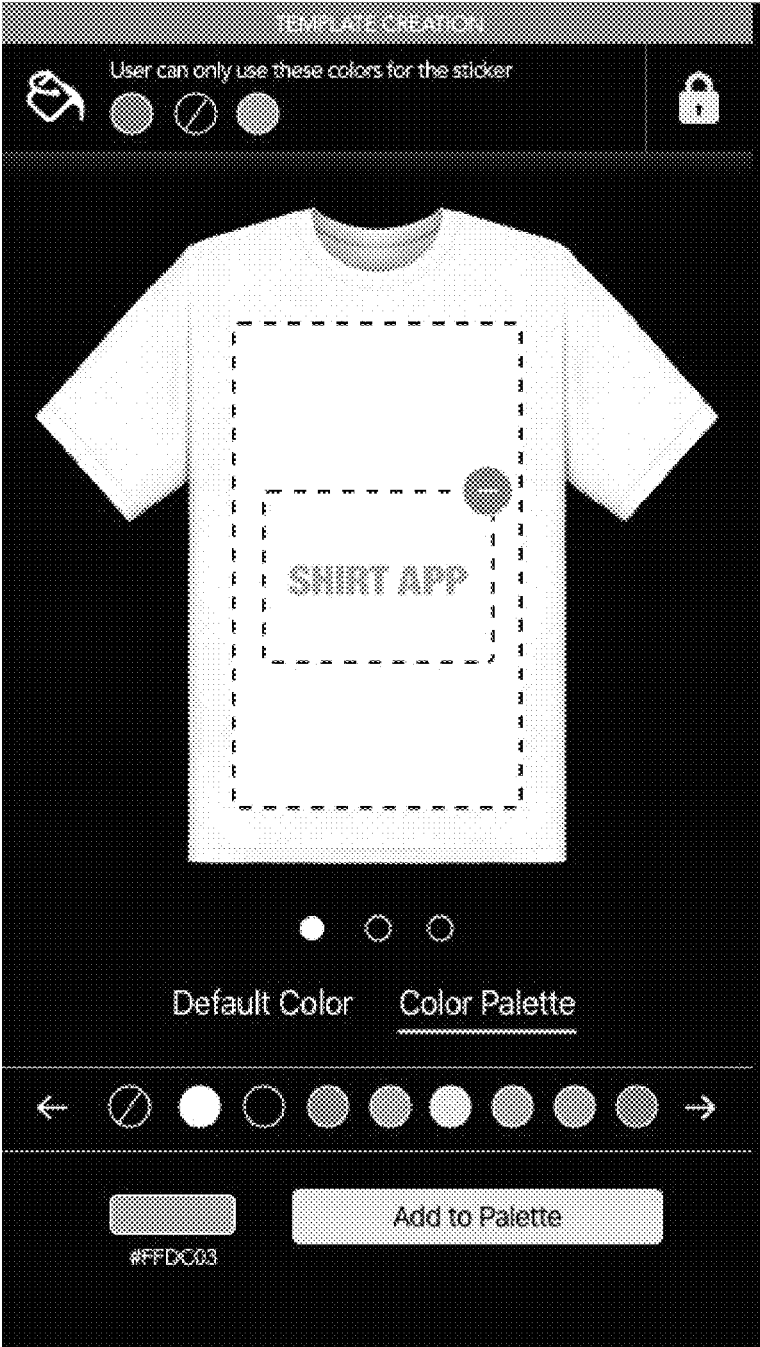 TEMPLATE CREATION
User can only use these colors for the sticker
SHIRT APP
Default Color Color Palette
Add to Palette
#FFDC03